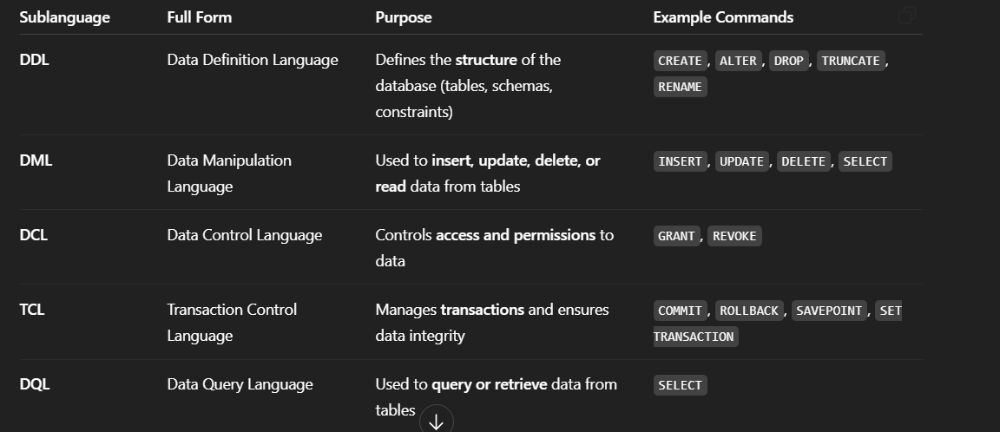 Sublanguage Full Form Purpose Example Commands
DDL Data Definition Language Defines the structure of the CREATE, ALTER, DROP, TRUNCATE,
database (tables, schemas, RENAME
constraints)
DML Data Manipulation Used to insert, update, delete, or INSERT, UPDATE, DELETE, SELECT
Language read data from tables
DCL Data Control Language Controls access and permissions to GRANT, REVOKE
data
TCL Transaction Control Manages transactions and ensures COMMIT, ROLLBACK, SAVEPOINT, SET
Language data integrity TRANSACTION
DQL Data Query Language Used to query or retrieve data from SELECT
tables